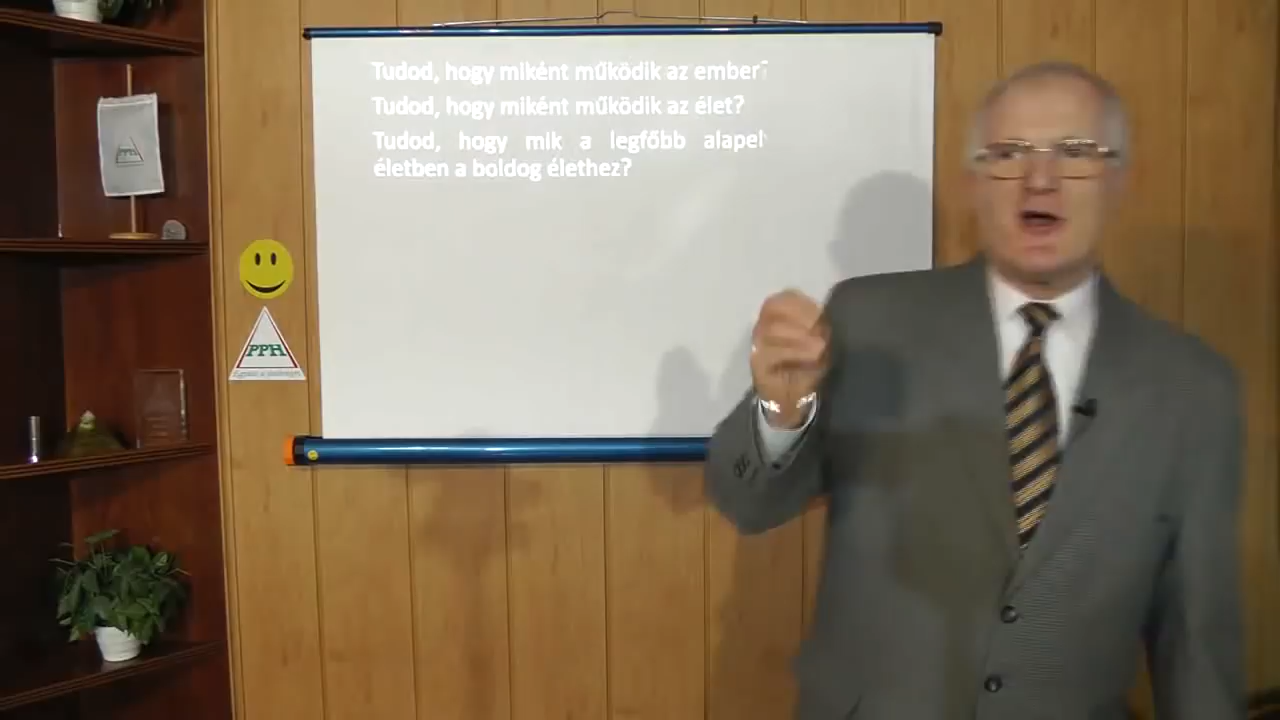 Tudod, hogy miként működik az ember?
Tudod, hogy miként működik az élet?
Tudod, hogy mik a legfőbb
életben a boldog élethez?
PPH